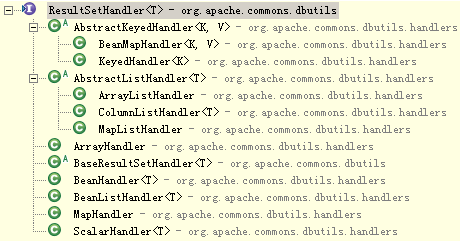 ResultSetHandler<T> - org.apache.commons.dbutils
AbstractKeyedHandler<K, V> - org.apache.commons.dbutils.handlers
BeanMapHandler<K, V> - org.apache.commons.dbutils.handlers
KeyedHandler<K> - org.apache.commons.dbutils.handlers
AbstractListHandler<T> - org.apache.commons.dbutils.handlers
ArrayListHandler - org.apache.commons.dbutils.handlers
ColumnListHandler<T> - org.apache.commons.dbutils.handlers
MapListHandler - org.apache.commons.dbutils.handlers
ArrayHandler - org.apache.commons.dbutils.handlers
BaseResultSetHandler<T> - org.apache.commons.dbutils
BeanHandler<T> - org.apache.commons.dbutils.handlers
BeanListHandler<T> - org.apache.commons.dbutils.handlers
MapHandler - org.apache.commons.dbutils.handlers
ScalarHandler<T> - org.apache.commons.dbutils.handlers